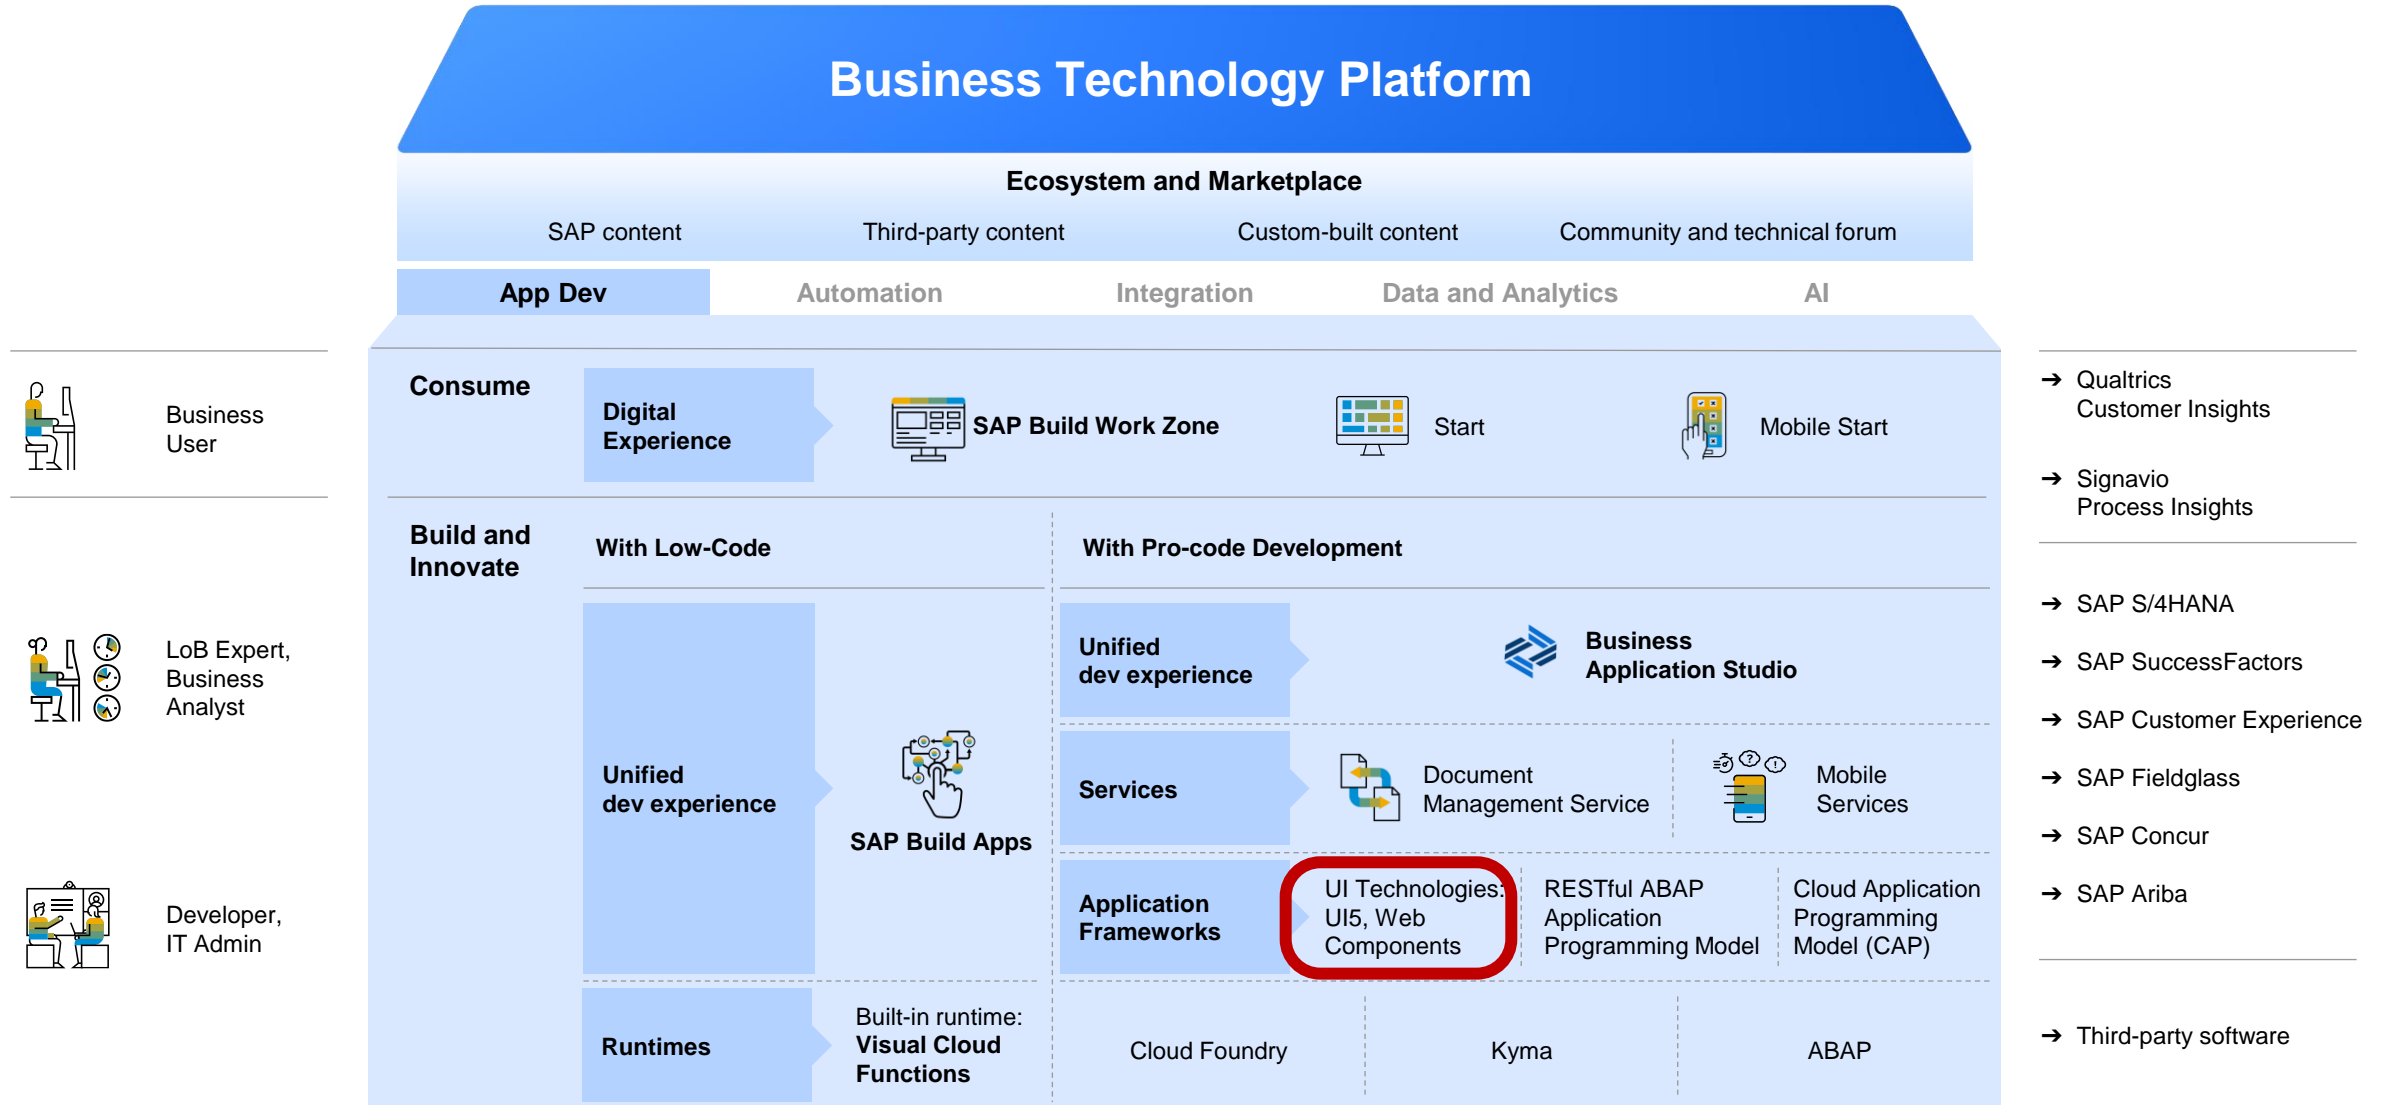 Business Technology Platform
Ecosystem and Marketplace
SAP content
Third-party content
Custom-built content
Community and technical forum
App Dev
Automation
Integration
Data and Analytics
AI
Business
User
Consume
Digital
Experience
SAP Build Work Zone
Start
Mobile Start
➔ Qualtrics
Customer Insights
➔ Signavio
Process Insights
Build and
Innovate
With Low-Code
With Pro-code Development
LoB Expert,
Business
Analyst
Developer,
IT Admin
Unified
dev experience
SAP Build Apps
Unified
dev experience
Business
Application Studio
Services
Document
Management Service
Mobile
Services
Application
Frameworks
UI Technologies:
UI5, Web
Components
RESTful ABAP
Application
Programming Model
Cloud Application
Programming
Model (CAP)
Runtimes
Built-in runtime:
Visual Cloud
Functions
Cloud Foundry
Kyma
ABAP
➔ SAP S/4HANA
➔ SAP SuccessFactors
➔ SAP Customer Experience
➔ SAP Fieldglass
➔ SAP Concur
➔ SAP Ariba
➔ Third-party software